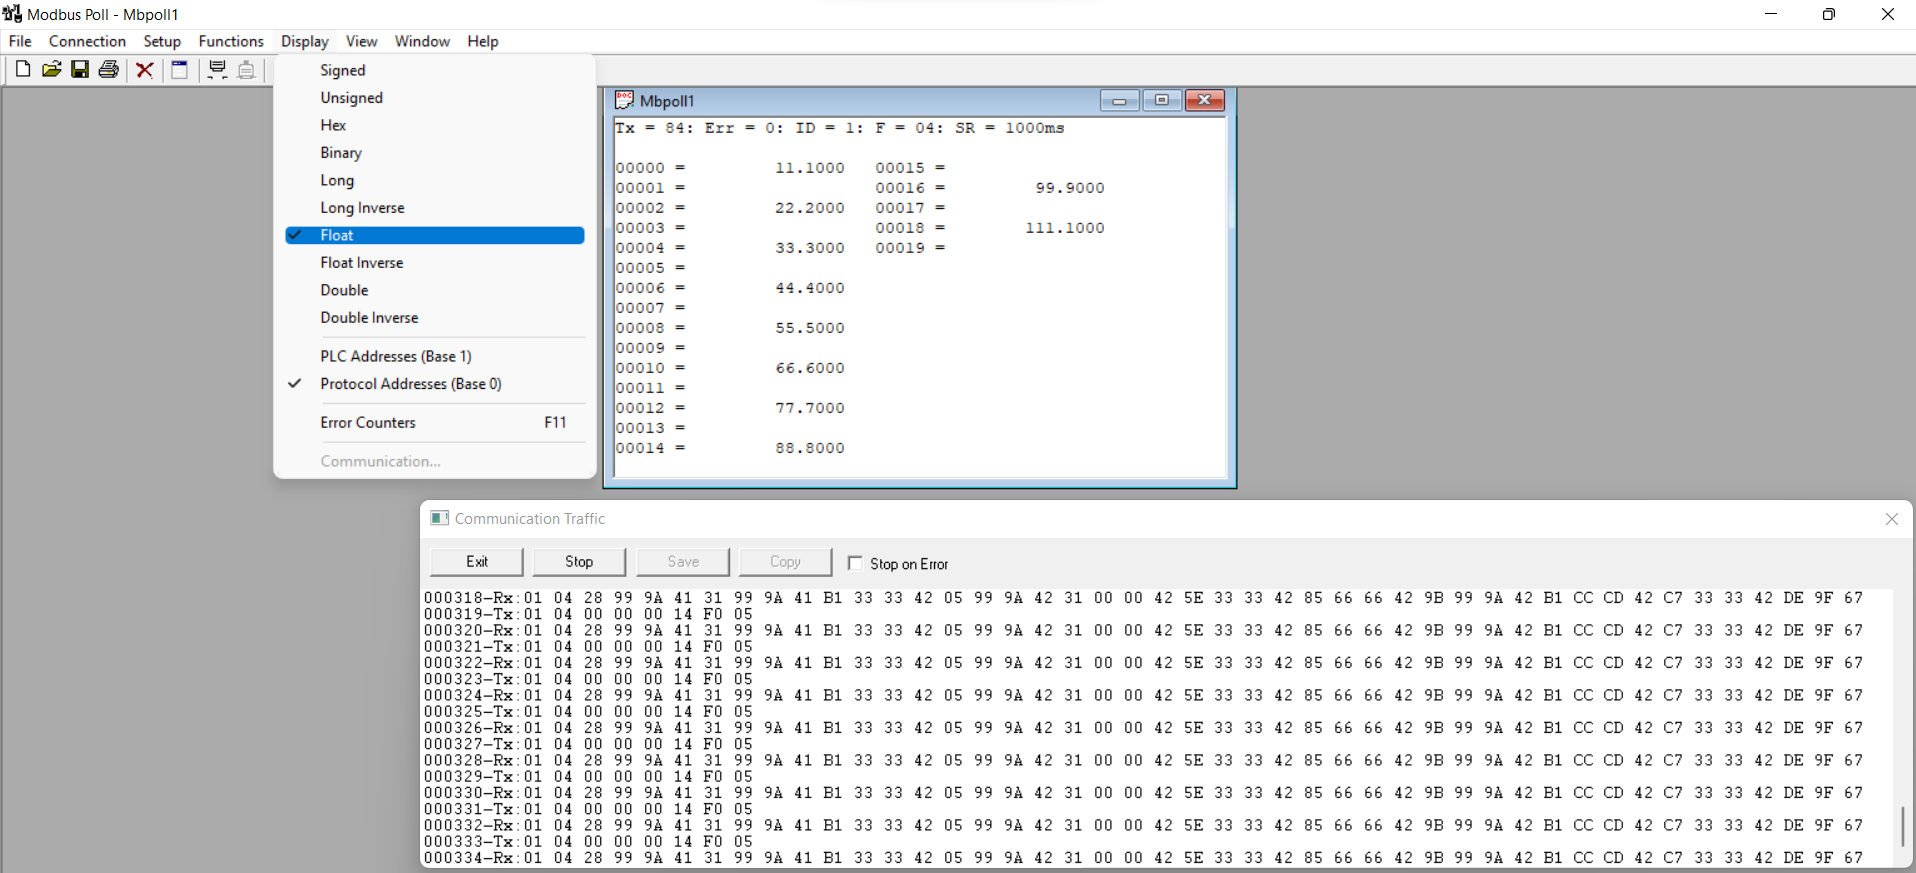 Modbus Poll - Mbpoll1
File Connection Setup Functions Display View Window Help
Signed
Unsigned
Hex
Binary
Long
Long Inverse
Float
Float Inverse
Double
Double Inverse
PLC Addresses (Base 1)
Protocol Addresses (Base 0)
Error Counters F11
Communication...
Mbpoll1
Tx = 84: Err = 0: ID = 1: F = 04: SR = 1000ms
00000 = 11.1000 00015 =
00001 = 00016 = 99.9000
00002 = 22.2000 00017 =
00003 = 00018 = 111.1000
00004 = 33.3000 00019 =
00005 =
00006 = 44.4000
00007 =
00008 = 55.5000
00009 =
00010 = 66.6000
00011 =
00012 = 77.7000
00013 =
00014 = 88.8000
Communication Traffic
Exit Stop Save Copy Stop on Error
000318-Rx:01 04 28 99 9A 41 31 99 9A 41 B1 33 33 42 05 99 9A 42 31 00 00 42 5E 33 33 42 85 66 66 42 9B 99 9A 42 B1 CC CD 42 C7 33 33 42 DE 9F 67
000319-Tx:01 04 00 00 00 14 F0 05
000320-Rx:01 04 28 99 9A 41 31 99 9A 41 B1 33 33 42 05 99 9A 42 31 00 00 42 5E 33 33 42 85 66 66 42 9B 99 9A 42 B1 CC CD 42 C7 33 33 42 DE 9F 67
000321-Tx:01 04 00 00 00 14 F0 05
000322-Rx:01 04 28 99 9A 41 31 99 9A 41 B1 33 33 42 05 99 9A 42 31 00 00 42 5E 33 33 42 85 66 66 42 9B 99 9A 42 B1 CC CD 42 C7 33 33 42 DE 9F 67
000323-Tx:01 04 00 00 00 14 F0 05
000324-Rx:01 04 28 99 9A 41 31 99 9A 41 B1 33 33 42 05 99 9A 42 31 00 00 42 5E 33 33 42 85 66 66 42 9B 99 9A 42 B1 CC CD 42 C7 33 33 42 DE 9F 67
000325-Tx:01 04 00 00 00 14 F0 05
000326-Rx:01 04 28 99 9A 41 31 99 9A 41 B1 33 33 42 05 99 9A 42 31 00 00 42 5E 33 33 42 85 66 66 42 9B 99 9A 42 B1 CC CD 42 C7 33 33 42 DE 9F 67
000327-Tx:01 04 00 00 00 14 F0 05
000328-Rx:01 04 28 99 9A 41 31 99 9A 41 B1 33 33 42 05 99 9A 42 31 00 00 42 5E 33 33 42 85 66 66 42 9B 99 9A 42 B1 CC CD 42 C7 33 33 42 DE 9F 67
000329-Tx:01 04 00 00 00 14 F0 05
000330-Rx:01 04 28 99 9A 41 31 99 9A 41 B1 33 33 42 05 99 9A 42 31 00 00 42 5E 33 33 42 85 66 66 42 9B 99 9A 42 B1 CC CD 42 C7 33 33 42 DE 9F 67
000331-Tx:01 04 00 00 00 14 F0 05
000332-Rx:01 04 28 99 9A 41 31 99 9A 41 B1 33 33 42 05 99 9A 42 31 00 00 42 5E 33 33 42 85 66 66 42 9B 99 9A 42 B1 CC CD 42 C7 33 33 42 DE 9F 67
000333-Tx:01 04 00 00 00 14 F0 05
000334-Rx:01 04 28 99 9A 41 31 99 9A 41 B1 33 33 42 05 99 9A 42 31 00 00 42 5E 33 33 42 85 66 66 42 9B 99 9A 42 B1 CC CD 42 C7 33 33 42 DE 9F 67